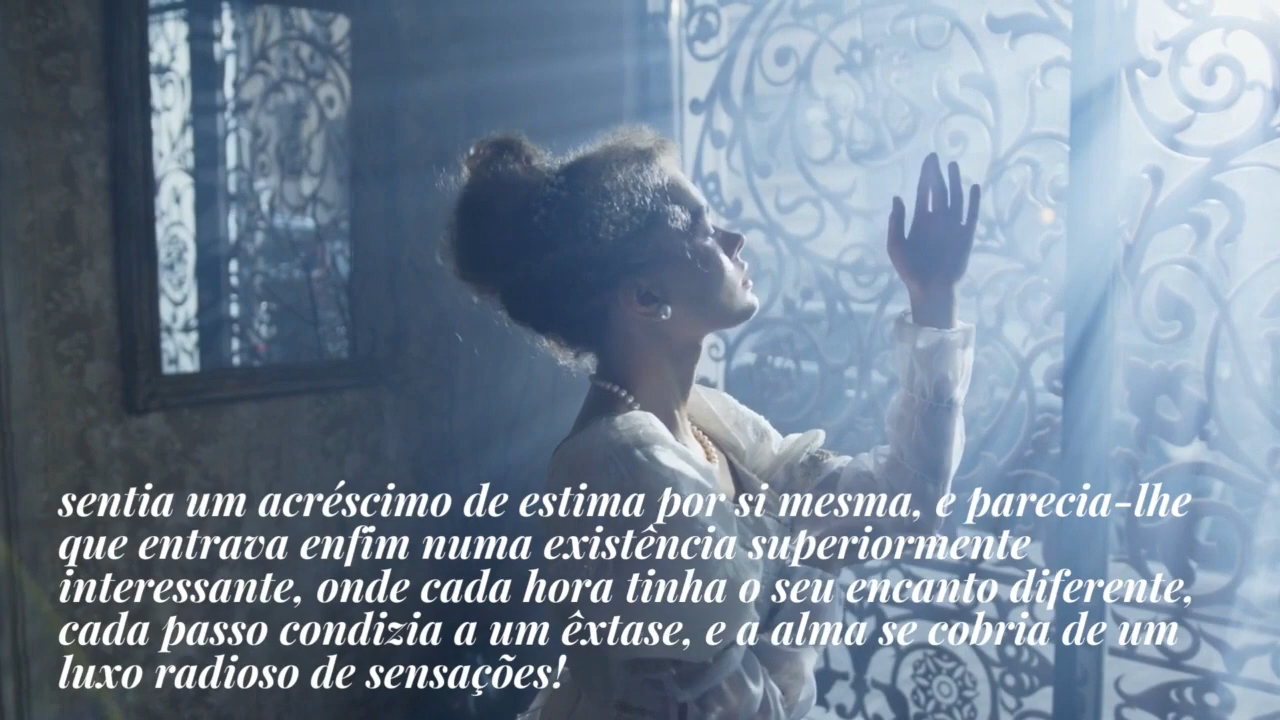 sentia um acréscimo de estima por si mesma, e parecia-lhe
que entrava enfim numa existência superiormente
interessante, onde cada hora tinha o seu encanto diferente,
cada passo condizia a um êxtase, e a alma se cobria de um
luxo radioso de sensações!